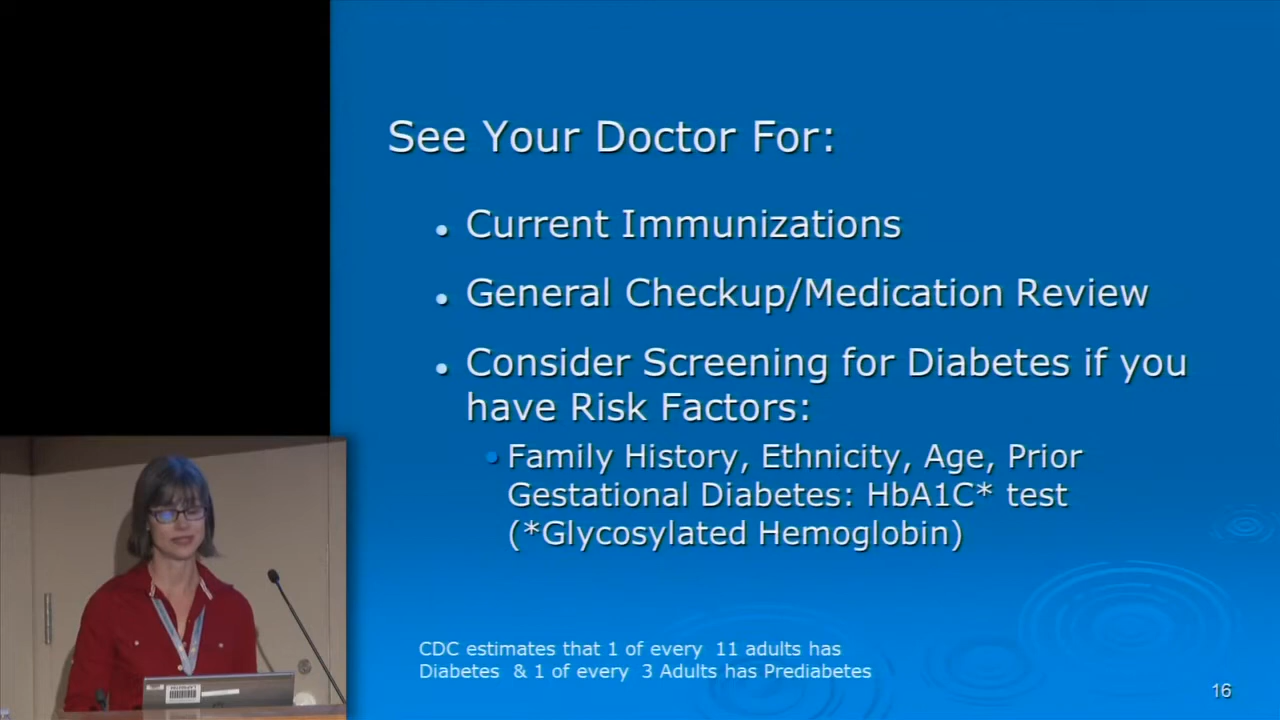 See Your Doctor For:
Current Immunizations
General Checkup/Medication Review
Consider Screening for Diabetes if you
have Risk Factors:
Family History, Ethnicity, Age, Prior
Gestational Diabetes: HbA1C* test
(*Glycosylated Hemoglobin)
CDC estimates that 1 of every 11 adults has
Diabetes & 1 of every 3 Adults has Prediabetes
16